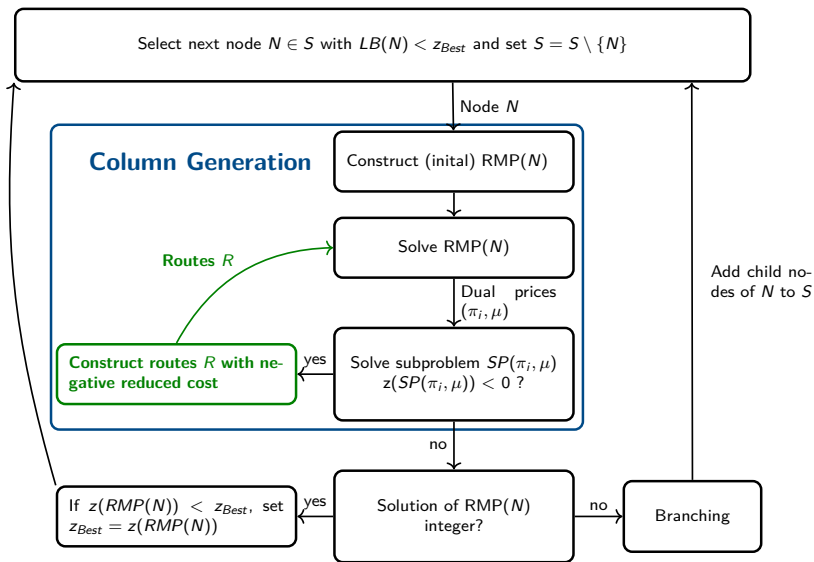 Select next node N ∈ S with LB(N) < z_Best and set S = S \ {N}
Node N
Column Generation
Construct (inital) RMP(N)
Routes R
Solve RMP(N)
Dual prices
(π_i, μ)
Add child no-
des of N to S
Construct routes R with ne-
gative reduced cost
yes
Solve subproblem SP(π_i, μ)
z(SP(π_i, μ)) < 0 ?
no
If z(RMP(N)) < z_Best, set
z_Best = z(RMP(N))
yes
Solution of RMP(N)
integer?
no
Branching